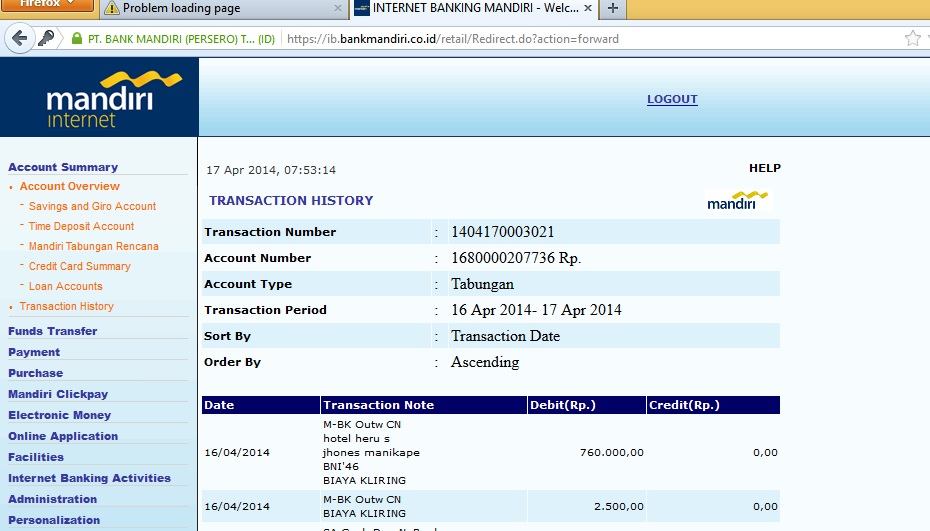 Firefox
Problem loading page
INTERNET BANKING MANDIRI - Welc...
PT. BANK MANDIRI (PERSERO) T... (ID)
https://ib.bankmandiri.co.id/retail/Redirect.do?action=forward
mandiri
internet
LOGOUT
Account Summary
Account Overview
- Savings and Giro Account
- Time Deposit Account
- Mandiri Tabungan Rencana
- Credit Card Summary
- Loan Accounts
Transaction History
Funds Transfer
Payment
Purchase
Mandiri Clickpay
Electronic Money
Online Application
Facilities
Internet Banking Activities
Administration
Personalization
17 Apr 2014, 07:53:14
HELP
TRANSACTION HISTORY
mandiri
Transaction Number : 1404170003021
Account Number : 1680000207736 Rp.
Account Type : Tabungan
Transaction Period : 16 Apr 2014- 17 Apr 2014
Sort By : Transaction Date
Order By : Ascending
Date Transaction Note Debit(Rp.) Credit(Rp.)
M-BK Outw CN
hotel heru s
16/04/2014 jhones manikape 760.000,00 0,00
BNI'46
BIAYA KLIRING
16/04/2014 M-BK Outw CN 2.500,00 0,00
BIAYA KLIRING